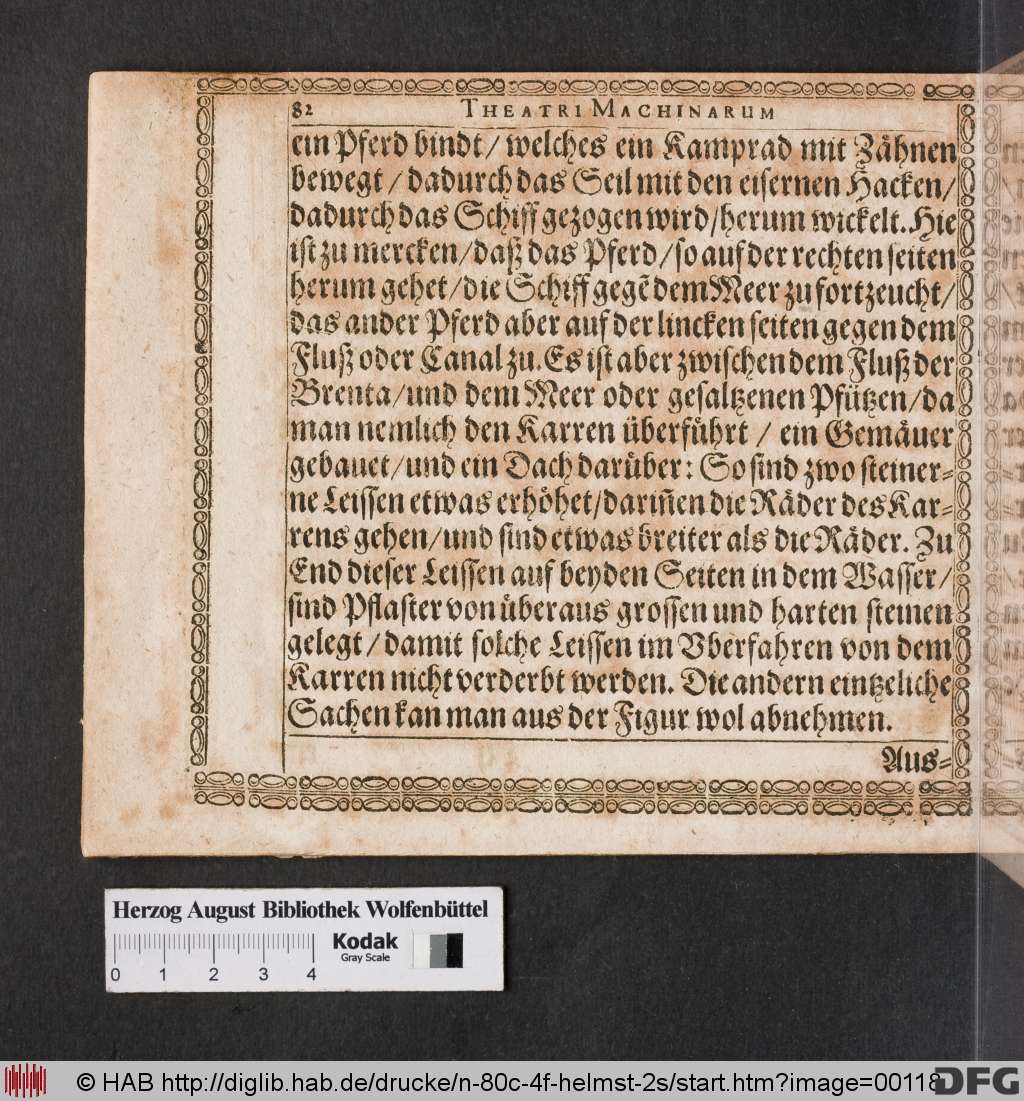 82 THEATRI MACHINARUM
ein Pferd bindt / welches ein Kamprad mit Zähnen
bewegt / dadurch das Seil mit den eisernen Hacken /
dadurch das Schiff gezogen wird / herum wickelt. Hie
ist zu mercken / daß das Pferd / so auf der rechten seiten
herum gehet / die Schiff gegē dem Meer zu fortzeucht /
das ander Pferd aber auf der lincken seiten gegen dem
Fluß oder Canal zu. Es ist aber zwischen dem Fluß der
Brenta / und dem Meer oder gesaltzenen Pfützen / da
man nemlich den Karren überführt / ein Gemäuer
gebauet / und ein Dach darüber: So sind zwo steiner=
ne Leissen etwas erhöhet / dariñen die Räder des Kar=
rens gehen / und sind etwas breiter als die Räder. Zu
End dieser Leissen auf beyden Seiten in dem Wasser /
sind Pflaster von überaus grossen und harten steinen
gelegt / damit solche Leissen im Vberfahren von dem
Karren nicht verderbt werden. Die andern eintzeliche
Sachen kan man aus der Figur wol abnehmen.
Aus=
Herzog August Bibliothek Wolfenbüttel
Kodak
Gray Scale
0 1 2 3 4
© HAB http://diglib.hab.de/drucke/n-80c-4f-helmst-2s/start.htm?image=00118
DFG